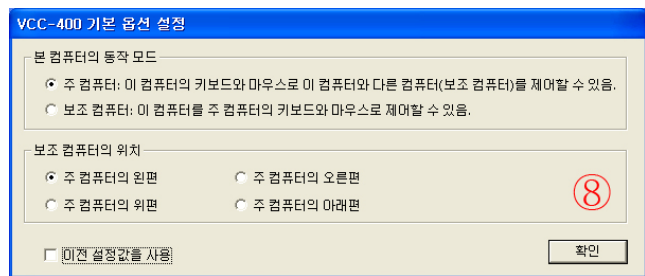 VCC-400 기본 옵션 설정
본 컴퓨터의 동작 모드
주 컴퓨터: 이 컴퓨터의 키보드와 마우스로 이 컴퓨터와 다른 컴퓨터(보조 컴퓨터)를 제어할 수 있음.
보조 컴퓨터: 이 컴퓨터를 주 컴퓨터의 키보드와 마우스로 제어할 수 있음.
보조 컴퓨터의 위치
주 컴퓨터의 왼편 주 컴퓨터의 오른편
주 컴퓨터의 위편 주 컴퓨터의 아래편
⑧
이전 설정값을 사용 확인